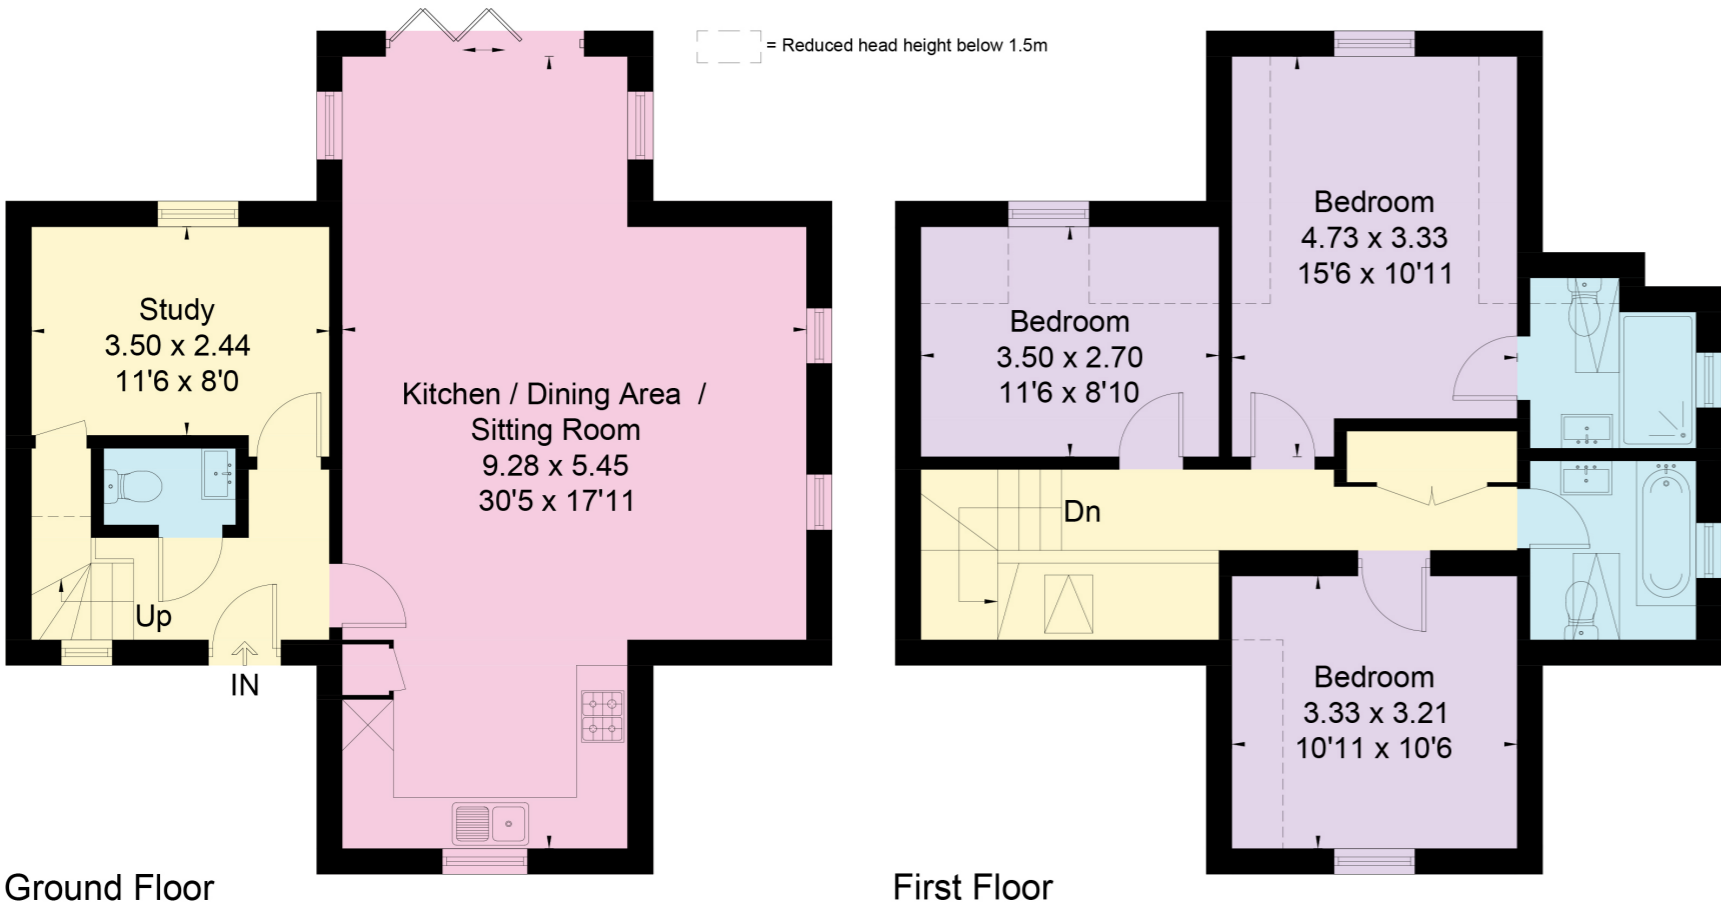 = Reduced head height below 1.5m
Study
3.50 x 2.44
11'6 x 8'0
Kitchen / Dining Area /
Sitting Room
9.28 x 5.45
30'5 x 17'11
Up
IN
Ground Floor
Bedroom
4.73 x 3.33
15'6 x 10'11
Bedroom
3.50 x 2.70
11'6 x 8'10
Dn
Bedroom
3.33 x 3.21
10'11 x 10'6
First Floor